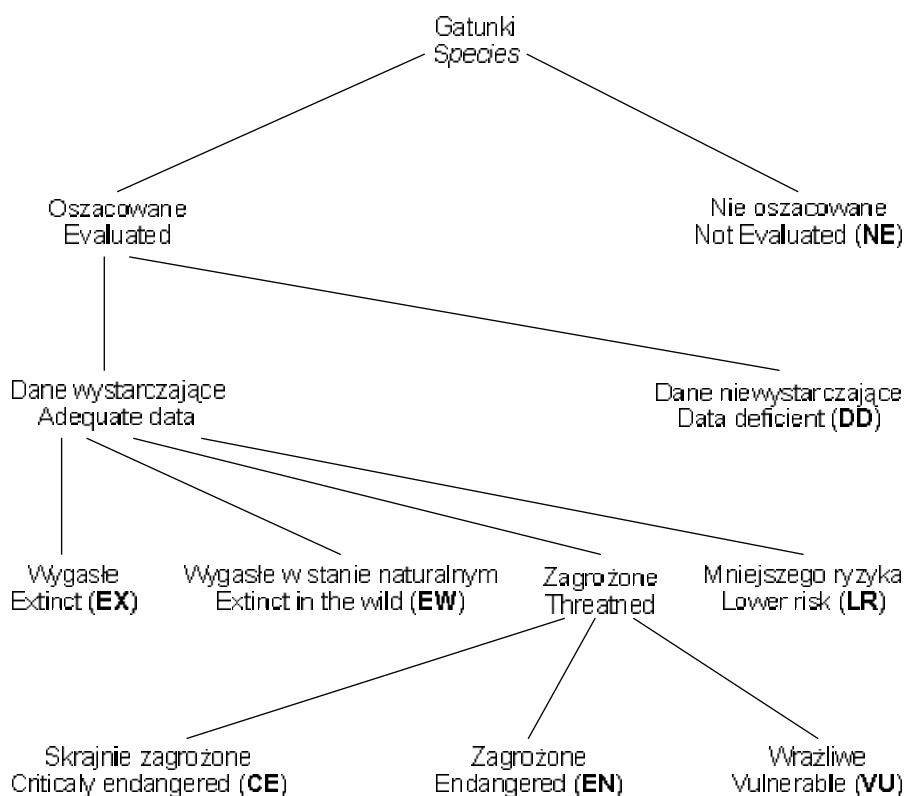 Gatunki
Species
Oszacowane
Evaluated
Nie oszacowane
Not Evaluated (NE)
Dane wystarczające
Adequate data
Dane niewystarczające
Data deficient (DD)
Wygasłe
Extinct (EX)
Wygasłe w stanie naturalnym
Extinct in the wild (EW)
Zagrożone
Threatned
Mniejszego ryzyka
Lower risk (LR)
Skrajnie zagrożone
Criticaly endangered (CE)
Zagrożone
Endangered (EN)
Wrażliwe
Vulnerable (VU)